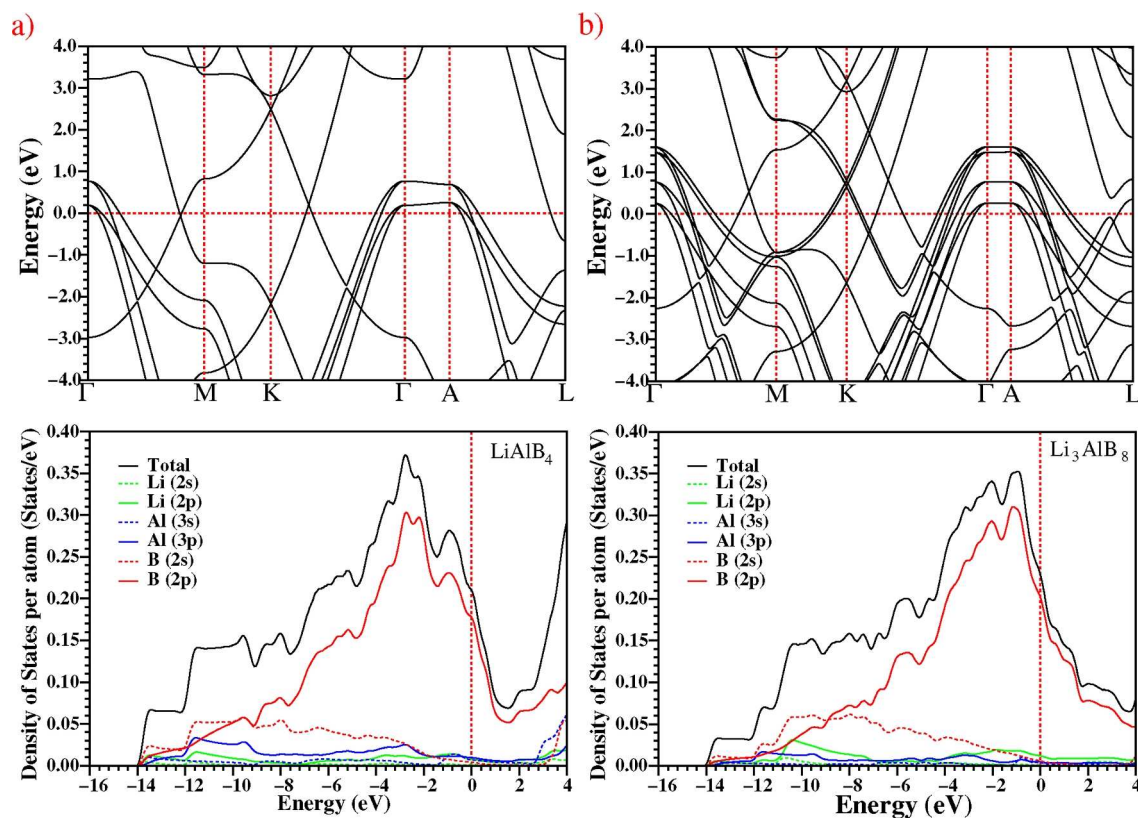 a)
4.0
3.0
2.0
1.0
0.0
−1.0
−2.0
−3.0
−4.0
Energy (eV)
Γ M K Γ A L
b)
4.0
3.0
2.0
1.0
0.0
−1.0
−2.0
−3.0
−4.0
Energy (eV)
Γ M K Γ A L
0.40
0.35
0.30
0.25
0.20
0.15
0.10
0.05
0.00
Density of States per atom (States/eV)
LiAlB₄
Total
Li (2s)
Li (2p)
Al (3s)
Al (3p)
B (2s)
B (2p)
−16 −14 −12 −10 −8 −6 −4 −2 0 2 4
Energy (eV)
0.40
0.35
0.30
0.25
0.20
0.15
0.10
0.05
0.00
Density of States per atom (States/eV)
Li₃AlB₈
Total
Li (2s)
Li (2p)
Al (3s)
Al (3p)
B (2s)
B (2p)
−16 −14 −12 −10 −8 −6 −4 −2 0 2 4
Energy (eV)